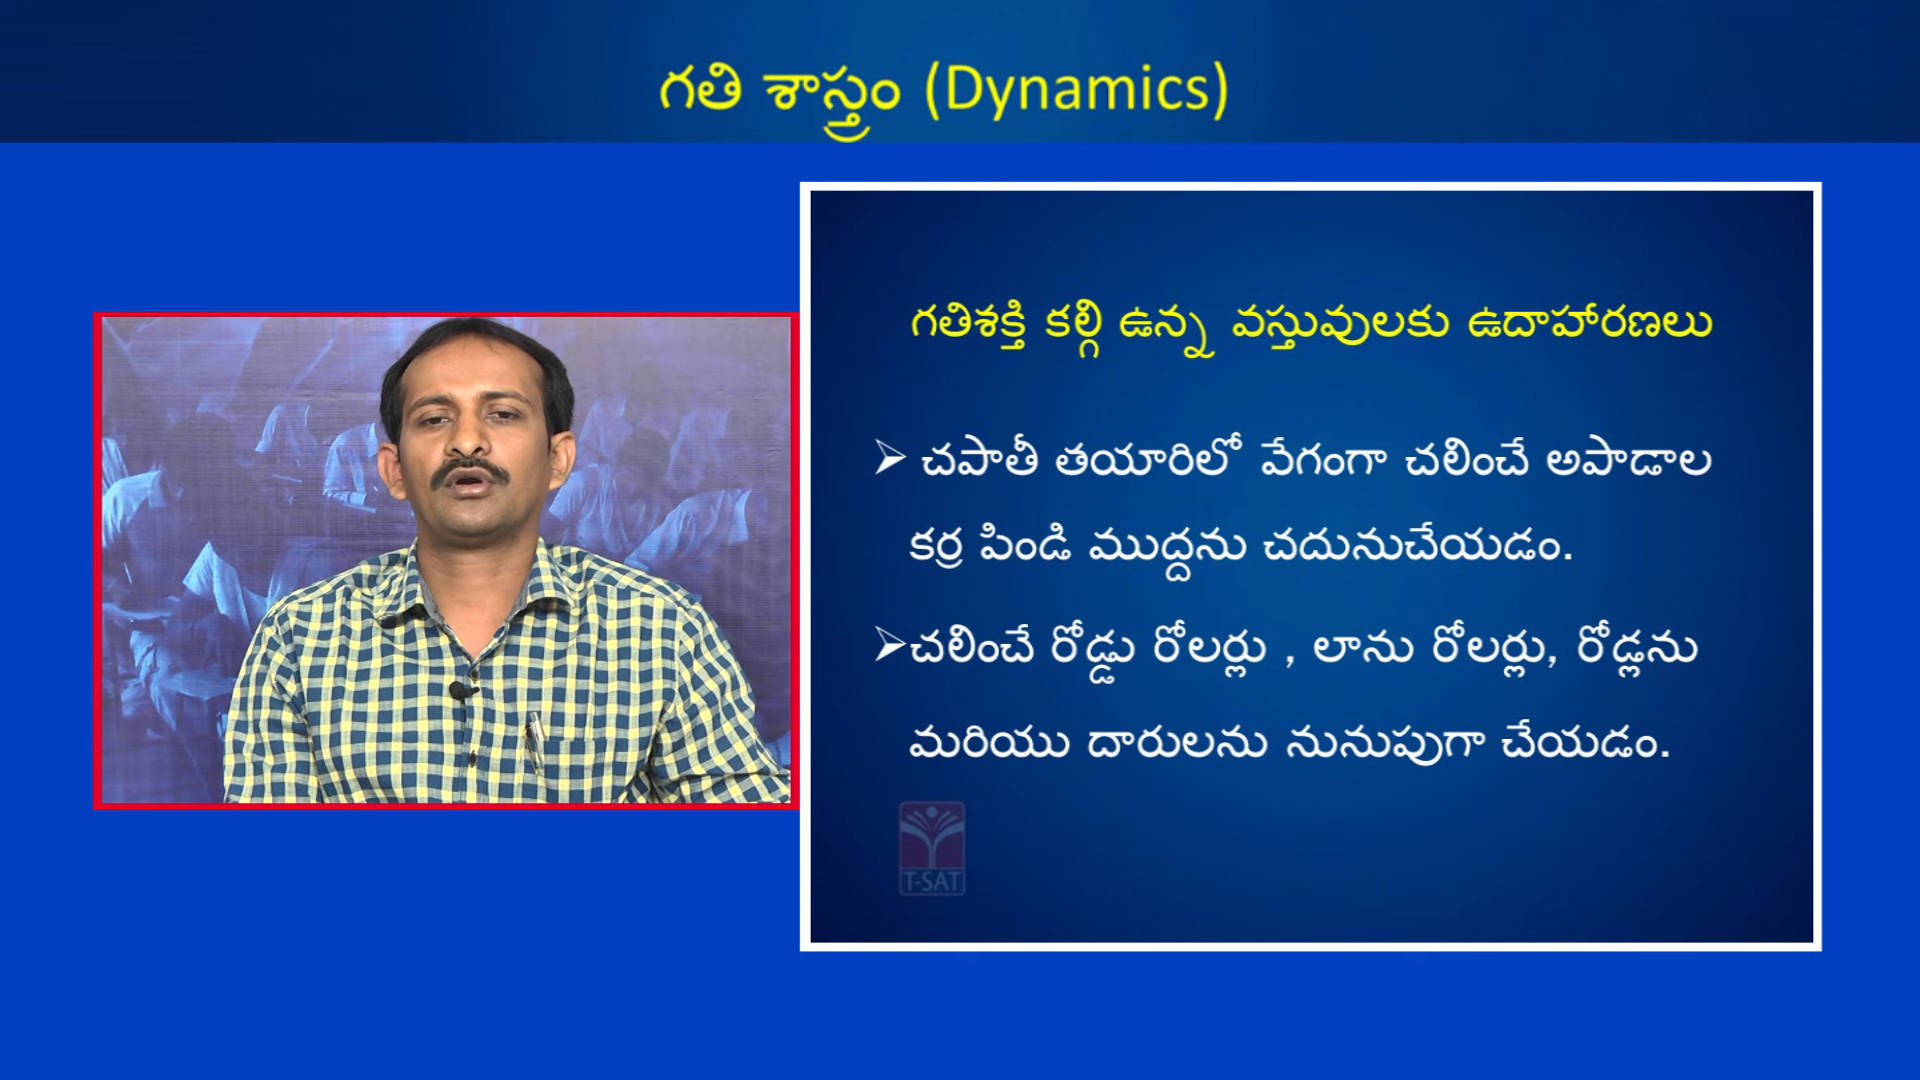 గతి శాస్త్రం (Dynamics)
గతిశక్తి కల్గి ఉన్న వస్తువులకు ఉదాహారణలు
➢ చపాతీ తయారిలో వేగంగా చలించే అపాడాల
కర్ర పిండి ముద్దను చదునుచేయడం.
➢చలించే రోడ్డు రోలర్లు , లాను రోలర్లు, రోడ్లను
మరియు దారులను నునుపుగా చేయడం.
T-SAT